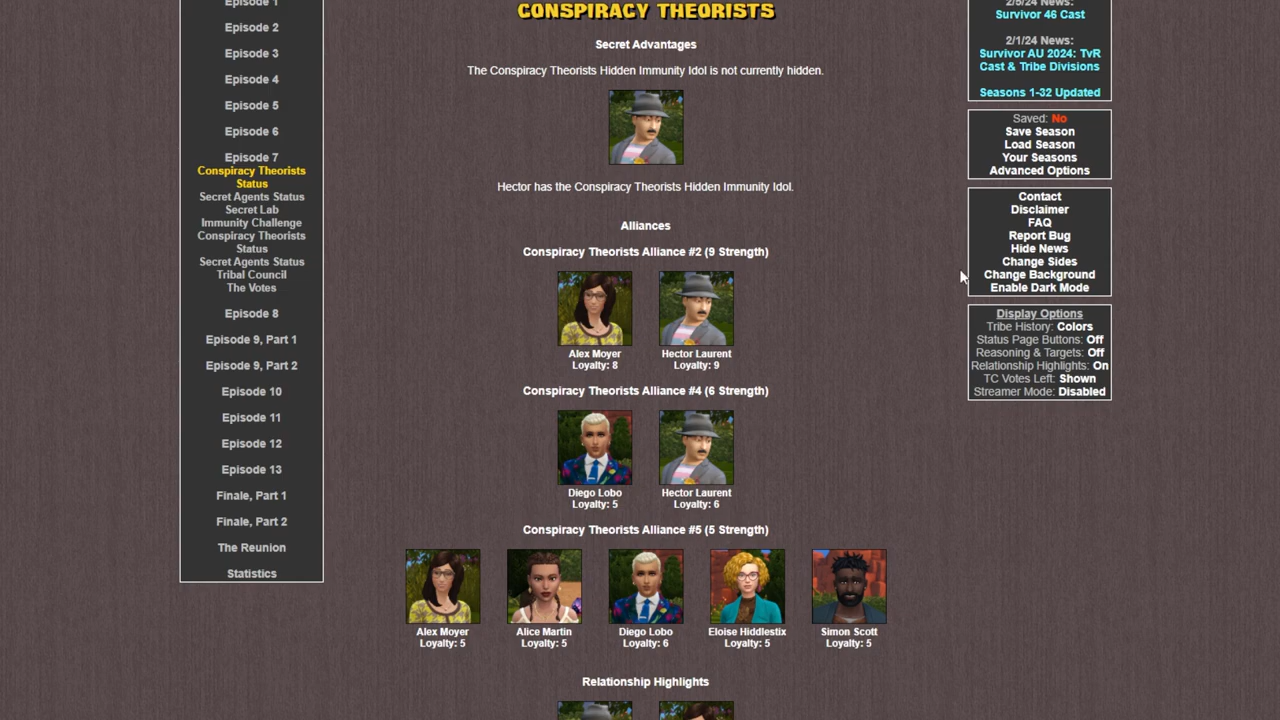 Episode 1
Episode 2
Episode 3
Episode 4
Episode 5
Episode 6
Episode 7
Conspiracy Theorists
Status
Secret Agents Status
Secret Lab
Immunity Challenge
Conspiracy Theorists
Status
Secret Agents Status
Tribal Council
The Votes
Episode 8
Episode 9, Part 1
Episode 9, Part 2
Episode 10
Episode 11
Episode 12
Episode 13
Finale, Part 1
Finale, Part 2
The Reunion
Statistics
CONSPIRACY THEORISTS
Secret Advantages
The Conspiracy Theorists Hidden Immunity Idol is not currently hidden.
Hector has the Conspiracy Theorists Hidden Immunity Idol.
Alliances
Conspiracy Theorists Alliance #2 (9 Strength)
Alex Moyer Hector Laurent
Loyalty: 8 Loyalty: 9
Conspiracy Theorists Alliance #4 (6 Strength)
Diego Lobo Hector Laurent
Loyalty: 5 Loyalty: 6
Conspiracy Theorists Alliance #5 (5 Strength)
Alex Moyer Alice Martin Diego Lobo Eloise Hiddlestix Simon Scott
Loyalty: 5 Loyalty: 5 Loyalty: 6 Loyalty: 5 Loyalty: 5
Relationship Highlights
2/5/24 News:
Survivor 46 Cast
2/1/24 News:
Survivor AU 2024: TvR
Cast & Tribe Divisions
Seasons 1-32 Updated
Saved: No
Save Season
Load Season
Your Seasons
Advanced Options
Contact
Disclaimer
FAQ
Report Bug
Hide News
Change Sides
Change Background
Enable Dark Mode
Display Options
Tribe History: Colors
Status Page Buttons: Off
Reasoning & Targets: Off
Relationship Highlights: On
TC Votes Left: Shown
Streamer Mode: Disabled